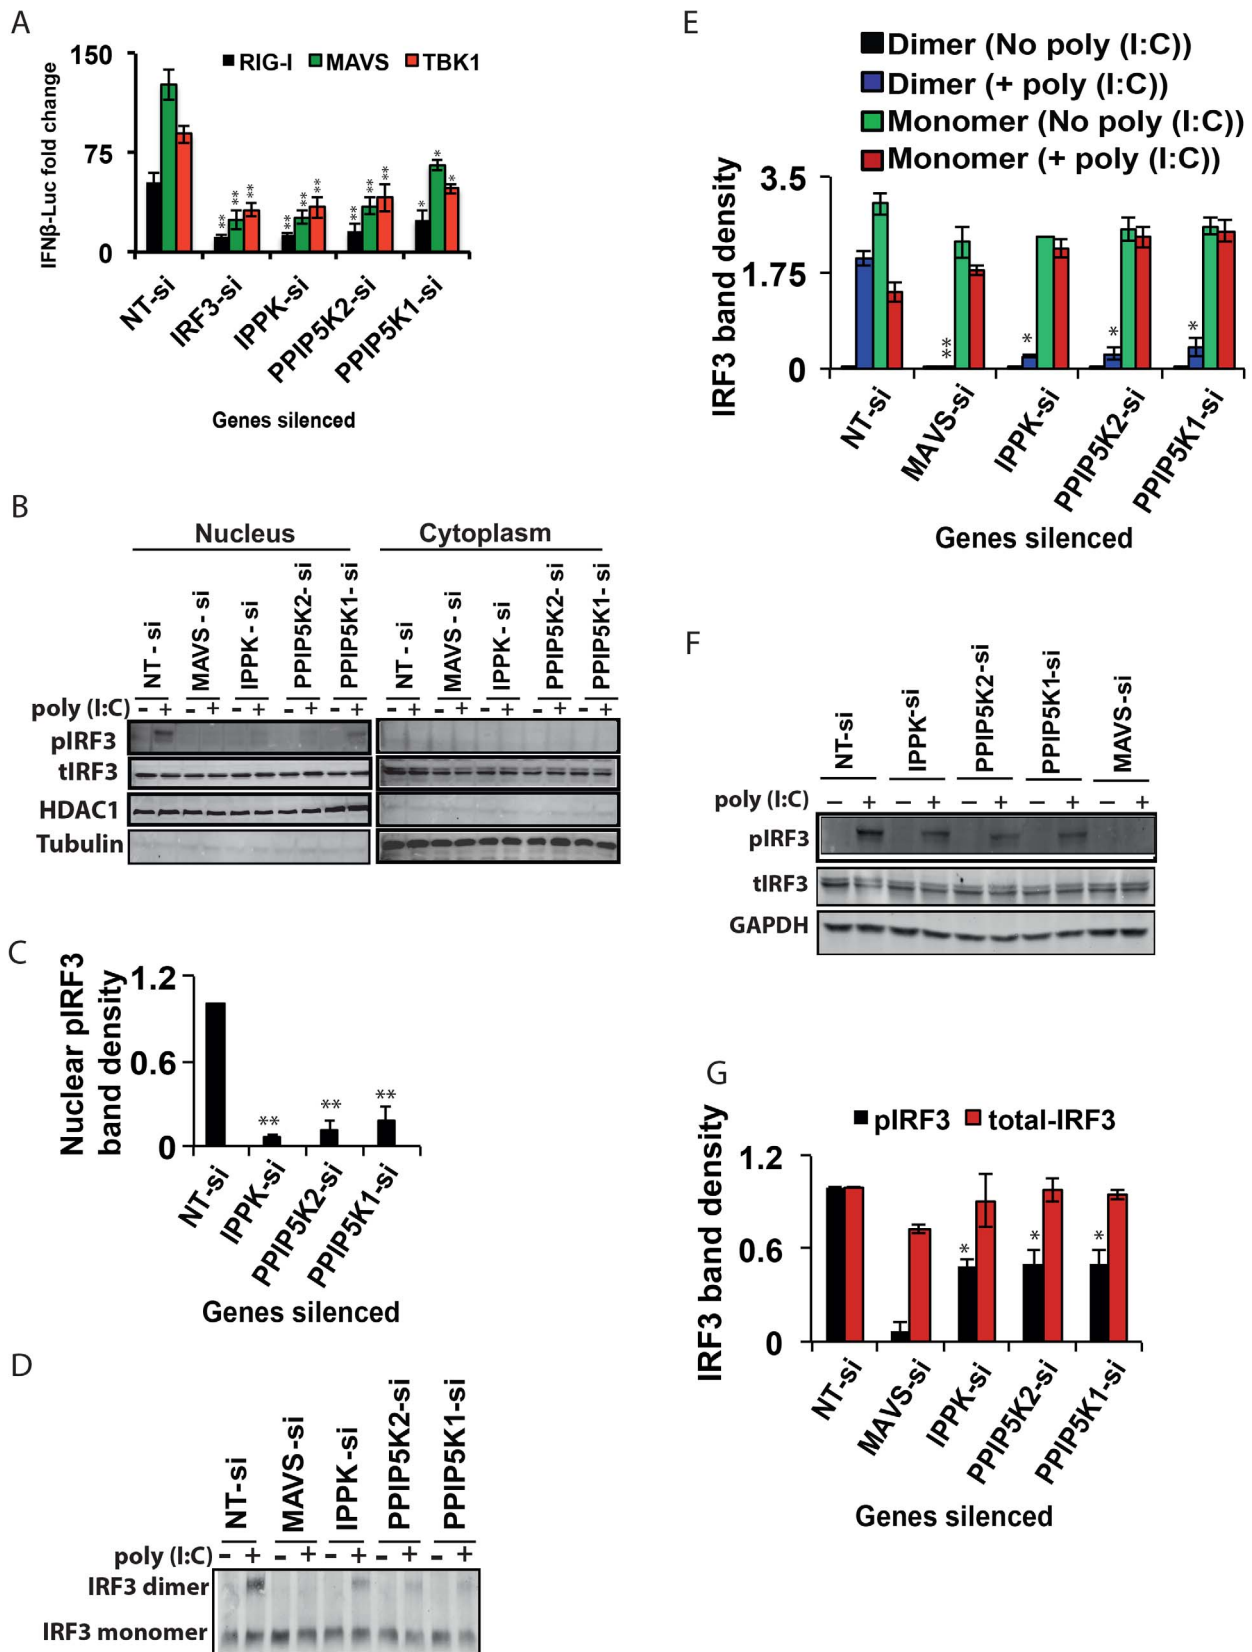 A
150
75
0
IFNβ-Luc fold change
RIG-I MAVS TBK1
** ** **
** ** **
** ** **
* * *
NT-si
IRF3-si
IPPK-si
PPIP5K2-si
PPIP5K1-si
Genes silenced
B
Nucleus Cytoplasm
NT - si MAVS - si IPPK - si PPIP5K2- si PPIP5K1- si NT - si MAVS - si IPPK - si PPIP5K2- si PPIP5K1- si
poly (I:C) - + - + - + - + - + - + - + - + - + - +
pIRF3
tIRF3
HDAC1
Tubulin
C
Nuclear pIRF3
band density
1.2
0.6
0
** ** **
NT-si
IPPK-si
PPIP5K2-si
PPIP5K1-si
Genes silenced
D
NT-si MAVS-si IPPK-si PPIP5K2-si PPIP5K1-si
poly (I:C) - + - + - + - + - +
IRF3 dimer
IRF3 monomer
E
Dimer (No poly (I:C))
Dimer (+ poly (I:C))
Monomer (No poly (I:C))
Monomer (+ poly (I:C))
IRF3 band density
3.5
1.75
0
** * * *
NT-si
MAVS-si
IPPK-si
PPIP5K2-si
PPIP5K1-si
Genes silenced
F
NT-si IPPK-si PPIP5K2-si PPIP5K1-si MAVS-si
poly (I:C) − + − + − + − + − +
pIRF3
tIRF3
GAPDH
G
pIRF3 total-IRF3
IRF3 band density
1.2
0.6
0
* * *
NT-si
MAVS-si
IPPK-si
PPIP5K2-si
PPIP5K1-si
Genes silenced